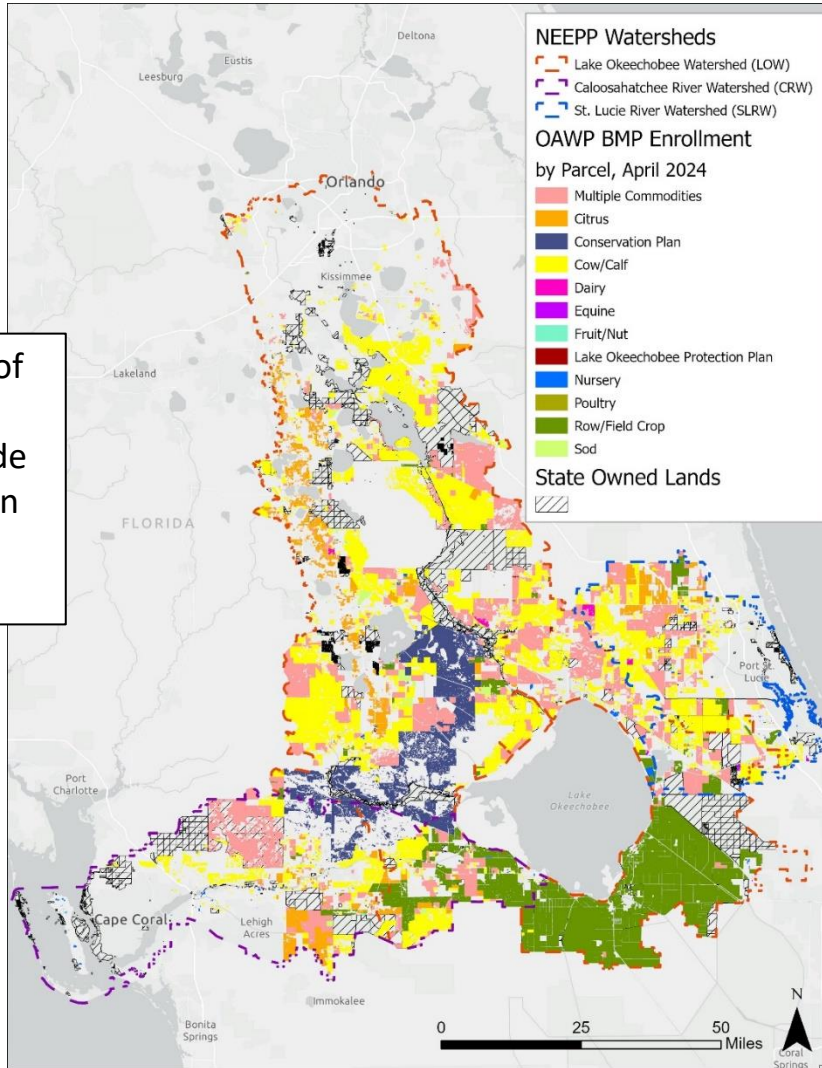 NEEPP Watersheds
Lake Okeechobee Watershed (LOW)
Caloosahatchee River Watershed (CRW)
St. Lucie River Watershed (SLRW)
OAWP BMP Enrollment
by Parcel, April 2024
Multiple Commodities
Citrus
Conservation Plan
Cow/Calf
Dairy
Equine
Fruit/Nut
Lake Okeechobee Protection Plan
Nursery
Poultry
Row/Field Crop
Sod
State Owned Lands
Deltona
Eustis
Leesburg
Orlando
Kissimmee
of
Lakeland
de
n
FLORIDA
Port St.
Lucie
Port
Charlotte
Lake
Okeechobee
Cape Coral
Lehigh
Acres
Immokalee
Bonita
Springs
0 25 50
Miles
N
Coral
Springs